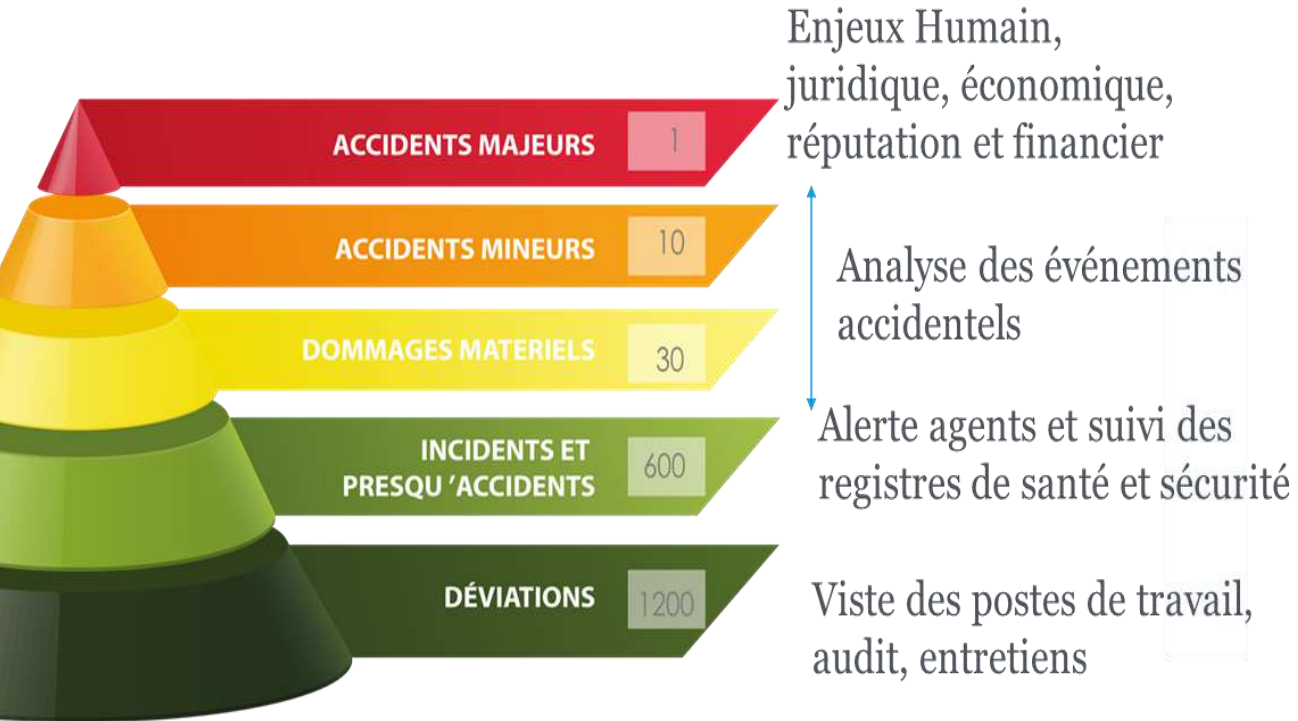 Enjeux Humain,
juridique, économique,
réputation et financier
ACCIDENTS MAJEURS 1
ACCIDENTS MINEURS 10
Analyse des événements
accidentels
DOMMAGES MATERIELS 30
INCIDENTS ET
PRESQU ’ACCIDENTS 600
Alerte agents et suivi des
registres de santé et sécurité
DÉVIATIONS 1200
Viste des postes de travail,
audit, entretiens